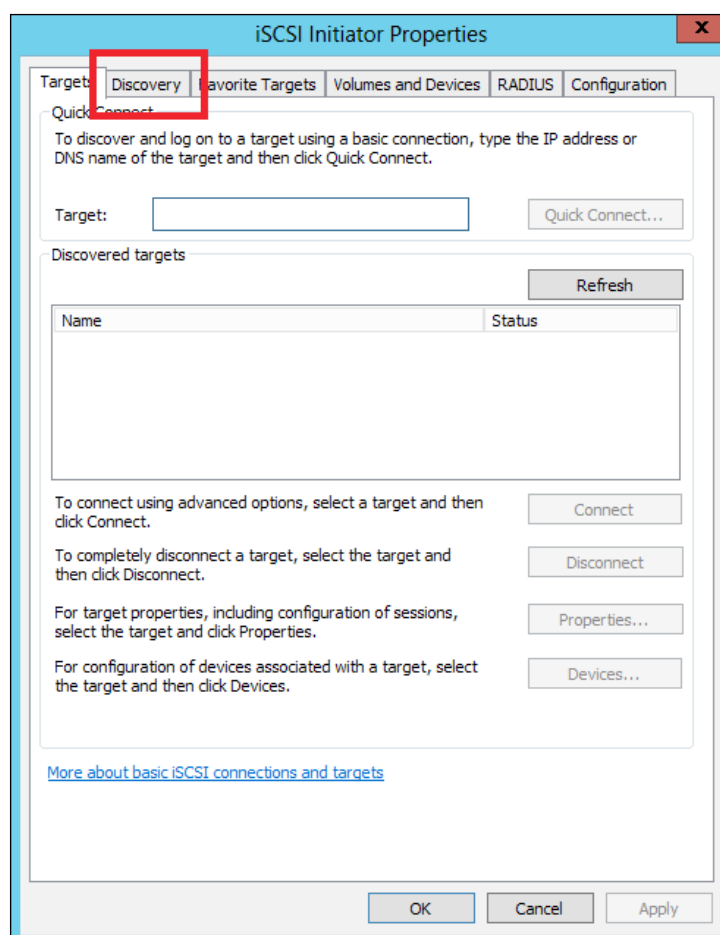 iSCSI Initiator Properties
x
Targets Discovery Favorite Targets Volumes and Devices RADIUS Configuration
Quick Connect
To discover and log on to a target using a basic connection, type the IP address or
DNS name of the target and then click Quick Connect.
Target:
Quick Connect...
Discovered targets
Refresh
Name Status
To connect using advanced options, select a target and then
click Connect.
Connect
To completely disconnect a target, select the target and
then click Disconnect.
Disconnect
For target properties, including configuration of sessions,
select the target and click Properties.
Properties...
For configuration of devices associated with a target, select
the target and then click Devices.
Devices...
More about basic iSCSI connections and targets
OK Cancel Apply